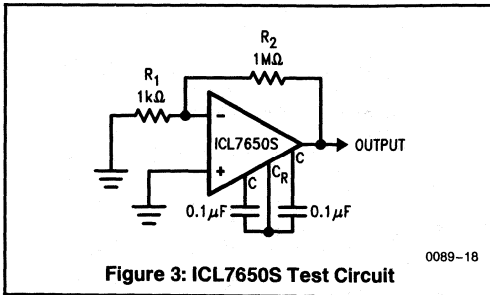 R2
1MΩ
R1
1kΩ
-
ICL7650S
OUTPUT
+
C
CR
C
0.1μF
0.1μF
0089-18
Figure 3: ICL7650S Test Circuit